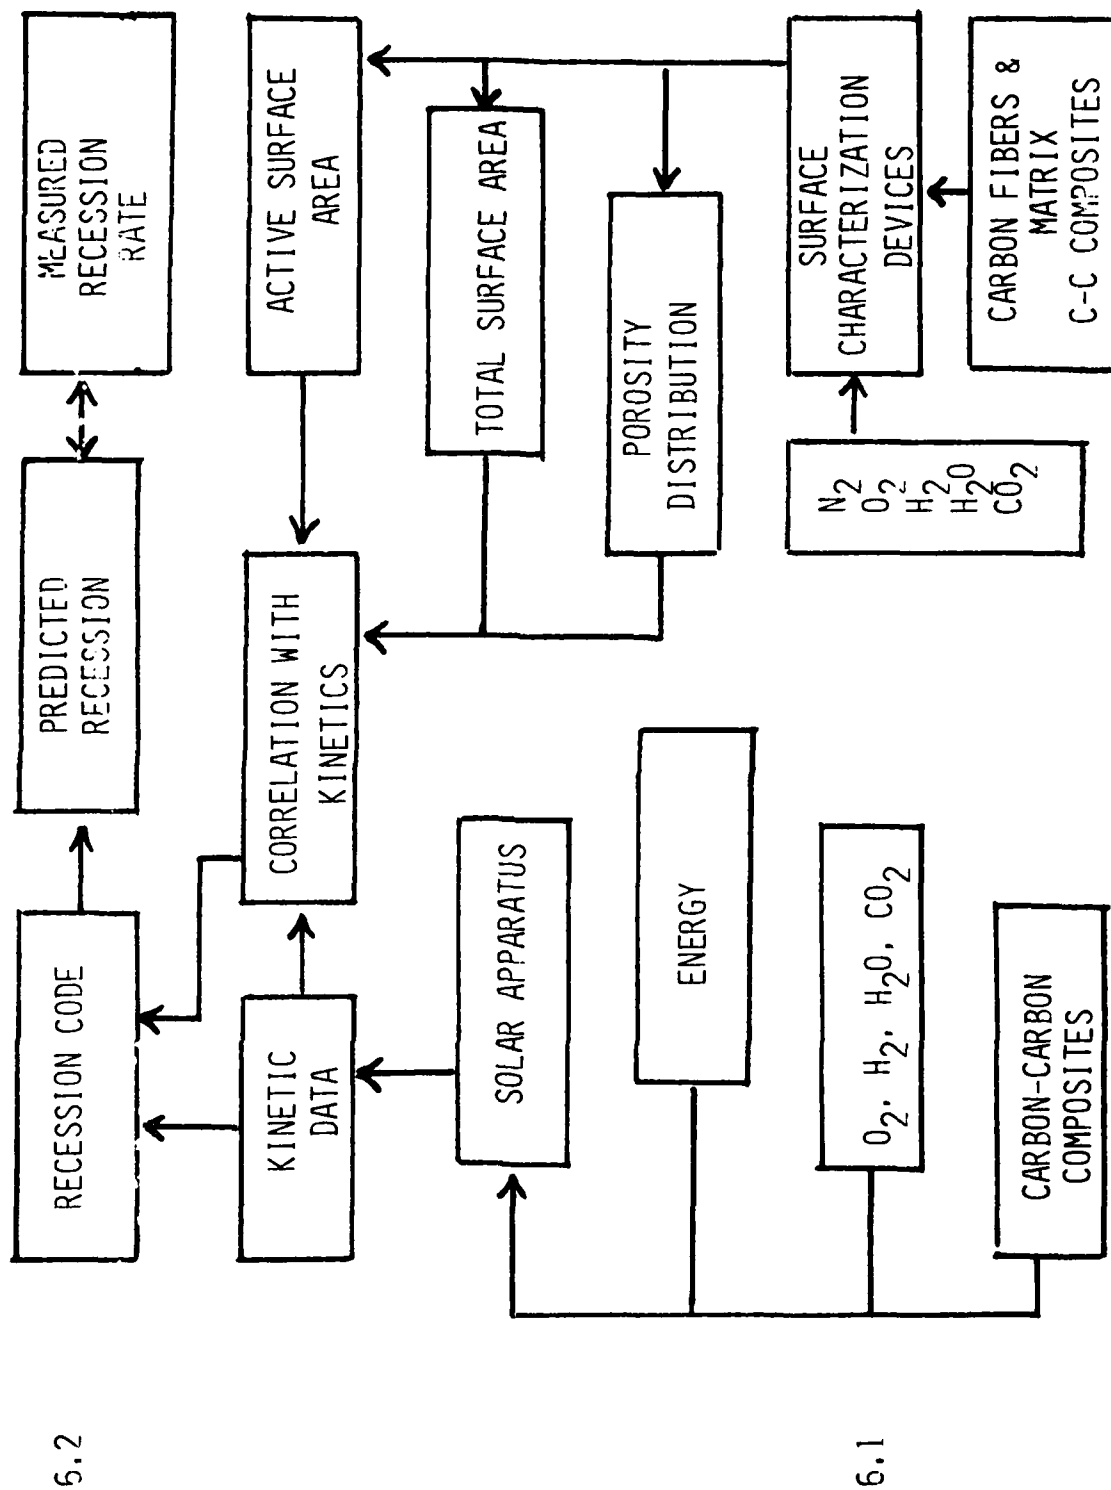 6.2
RECESSION CODE
PREDICTED
RECESSION
MEASURED
RECESSION
RATE
KINETIC
DATA
CORRELATION WITH
KINETICS
ACTIVE SURFACE
AREA
SOLAR APPARATUS
TOTAL SURFACE AREA
ENERGY
POROSITY
DISTRIBUTION
6.1
O₂, H₂, H₂O, CO₂
N₂
O₂
H₂
H₂O
CO₂
SURFACE
CHARACTERIZATION
DEVICES
CARBON-CARBON
COMPOSITES
CARBON FIBERS &
MATRIX
C-C COMPOSITES